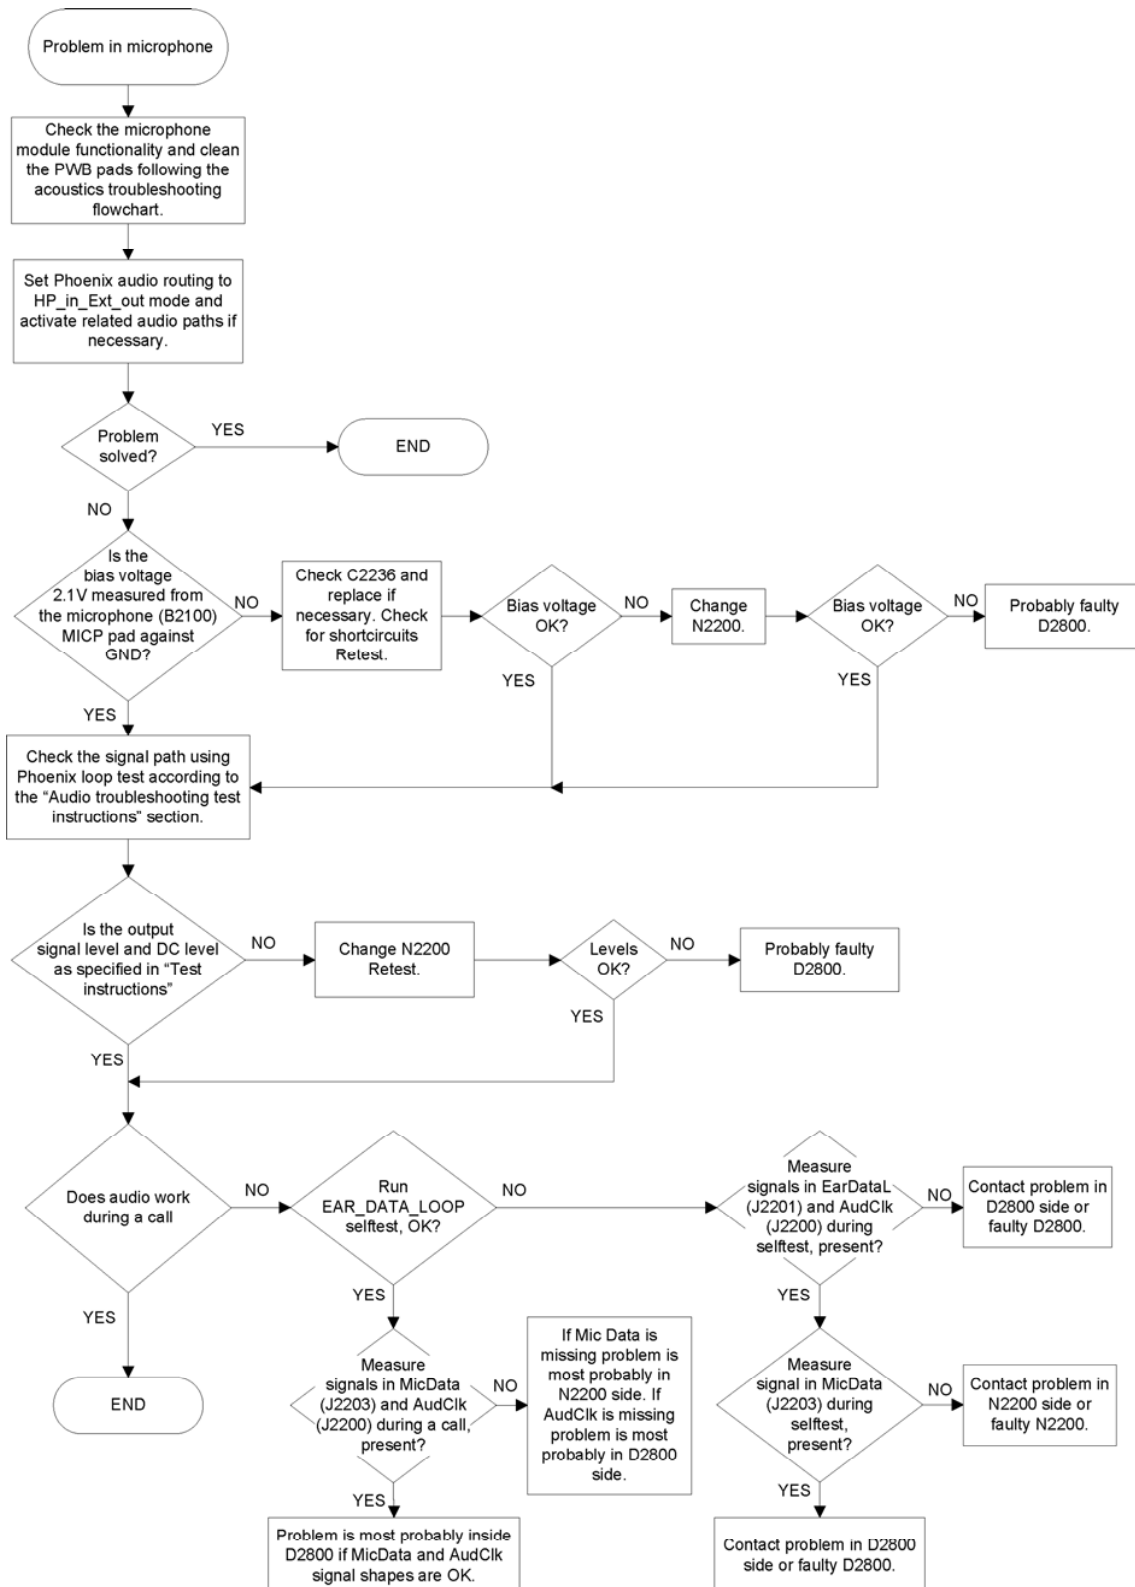 Problem in microphone
Check the microphone
module functionality and clean
the PWB pads following the
acoustics troubleshooting
flowchart.
Set Phoenix audio routing to
HP_in_Ext_out mode and
activate related audio paths if
necessary.
Problem
solved?
YES
END
NO
Is the
bias voltage
2.1V measured from
the microphone (B2100)
MICP pad against
GND?
NO
Check C2236 and
replace if
necessary. Check
for shortcircuits
Retest.
Bias voltage
OK?
NO
Change
N2200.
Bias voltage
OK?
NO
Probably faulty
D2800.
YES
YES
YES
Check the signal path using
Phoenix loop test according to
the “Audio troubleshooting test
instructions” section.
Is the output
signal level and DC level
as specified in “Test
instructions”
NO
Change N2200
Retest.
Levels
OK?
NO
Probably faulty
D2800.
YES
YES
Does audio work
during a call
NO
Run
EAR_DATA_LOOP
selftest, OK?
NO
Measure
signals in EarDataL
(J2201) and AudClk
(J2200) during
selftest, present?
NO
Contact problem in
D2800 side or
faulty D2800.
YES
YES
YES
END
Measure
signals in MicData
(J2203) and AudClk
(J2200) during a call,
present?
NO
If Mic Data is
missing problem is
most probably in
N2200 side. If
AudClk is missing
problem is most
probably in D2800
side.
Measure
signal in MicData
(J2203) during
selftest,
present?
NO
Contact problem in
N2200 side or
faulty N2200.
YES
YES
Problem is most probably inside
D2800 if MicData and AudClk
signal shapes are OK.
Contact problem in D2800
side or faulty D2800.